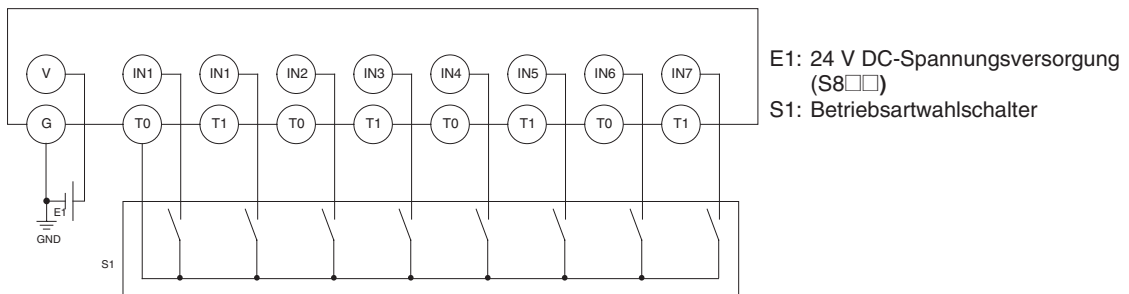 V IN1 IN1 IN2 IN3 IN4 IN5 IN6 IN7
G T0 T1 T0 T1 T0 T1 T0 T1
E1
GND
S1
E1: 24 V DC-Spannungsversorgung
(S8□□)
S1: Betriebsartwahlschalter